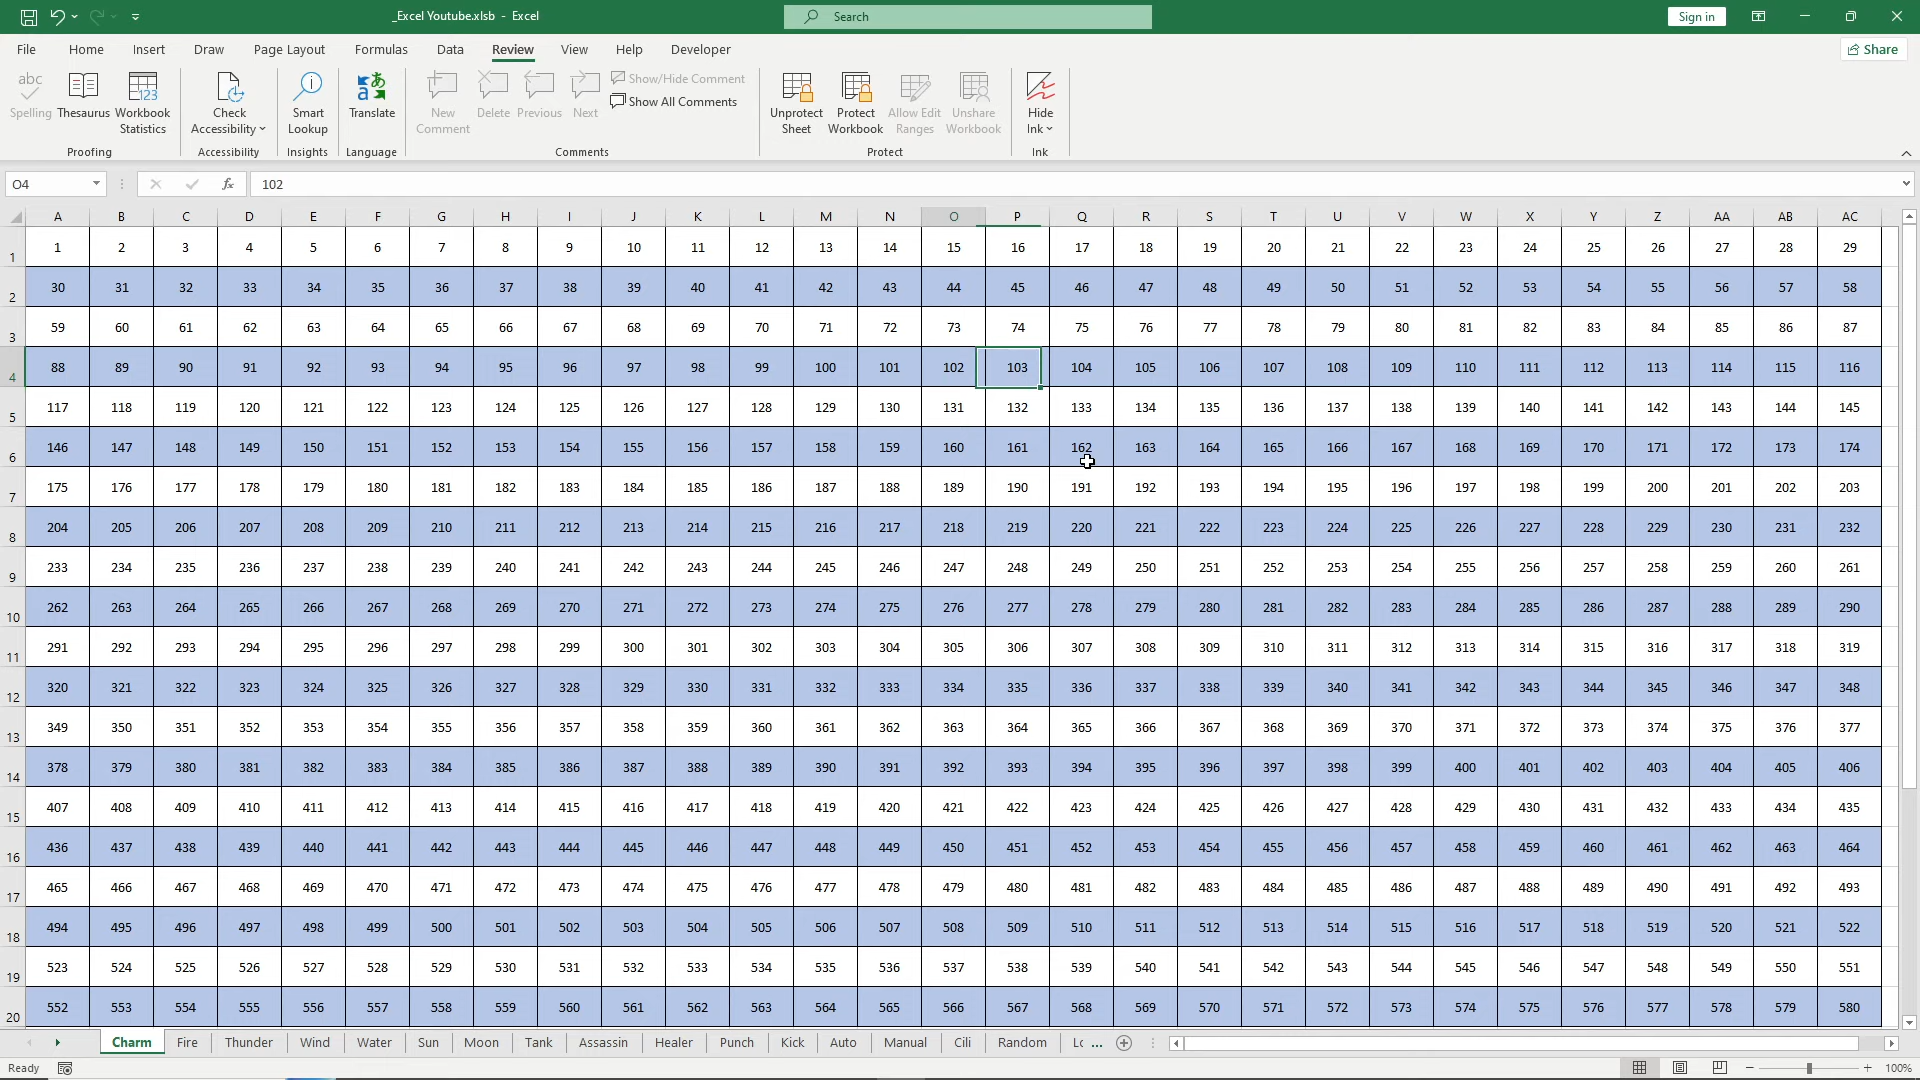 _Excel Youtube.xlsb - Excel
Search
Sign in
File Home Insert Draw Page Layout Formulas Data Review View Help Developer
Share
abc
Spelling Thesaurus Workbook Statistics
Check Accessibility
Smart Lookup
Translate
New Comment Delete Previous Next
Show/Hide Comment
Show All Comments
Unprotect Sheet Protect Workbook Allow Edit Ranges Unshare Workbook
Hide Ink
Proofing Accessibility Insights Language Comments Protect Ink
O4 fx 102
A B C D E F G H I J K L M N O P Q R S T U V W X Y Z AA AB AC
1 1 2 3 4 5 6 7 8 9 10 11 12 13 14 15 16 17 18 19 20 21 22 23 24 25 26 27 28 29
2 30 31 32 33 34 35 36 37 38 39 40 41 42 43 44 45 46 47 48 49 50 51 52 53 54 55 56 57 58
3 59 60 61 62 63 64 65 66 67 68 69 70 71 72 73 74 75 76 77 78 79 80 81 82 83 84 85 86 87
4 88 89 90 91 92 93 94 95 96 97 98 99 100 101 102 103 104 105 106 107 108 109 110 111 112 113 114 115 116
5 117 118 119 120 121 122 123 124 125 126 127 128 129 130 131 132 133 134 135 136 137 138 139 140 141 142 143 144 145
6 146 147 148 149 150 151 152 153 154 155 156 157 158 159 160 161 162 163 164 165 166 167 168 169 170 171 172 173 174
7 175 176 177 178 179 180 181 182 183 184 185 186 187 188 189 190 191 192 193 194 195 196 197 198 199 200 201 202 203
8 204 205 206 207 208 209 210 211 212 213 214 215 216 217 218 219 220 221 222 223 224 225 226 227 228 229 230 231 232
9 233 234 235 236 237 238 239 240 241 242 243 244 245 246 247 248 249 250 251 252 253 254 255 256 257 258 259 260 261
10 262 263 264 265 266 267 268 269 270 271 272 273 274 275 276 277 278 279 280 281 282 283 284 285 286 287 288 289 290
11 291 292 293 294 295 296 297 298 299 300 301 302 303 304 305 306 307 308 309 310 311 312 313 314 315 316 317 318 319
12 320 321 322 323 324 325 326 327 328 329 330 331 332 333 334 335 336 337 338 339 340 341 342 343 344 345 346 347 348
13 349 350 351 352 353 354 355 356 357 358 359 360 361 362 363 364 365 366 367 368 369 370 371 372 373 374 375 376 377
14 378 379 380 381 382 383 384 385 386 387 388 389 390 391 392 393 394 395 396 397 398 399 400 401 402 403 404 405 406
15 407 408 409 410 411 412 413 414 415 416 417 418 419 420 421 422 423 424 425 426 427 428 429 430 431 432 433 434 435
16 436 437 438 439 440 441 442 443 444 445 446 447 448 449 450 451 452 453 454 455 456 457 458 459 460 461 462 463 464
17 465 466 467 468 469 470 471 472 473 474 475 476 477 478 479 480 481 482 483 484 485 486 487 488 489 490 491 492 493
18 494 495 496 497 498 499 500 501 502 503 504 505 506 507 508 509 510 511 512 513 514 515 516 517 518 519 520 521 522
19 523 524 525 526 527 528 529 530 531 532 533 534 535 536 537 538 539 540 541 542 543 544 545 546 547 548 549 550 551
20 552 553 554 555 556 557 558 559 560 561 562 563 564 565 566 567 568 569 570 571 572 573 574 575 576 577 578 579 580
Charm Fire Thunder Wind Water Sun Moon Tank Assassin Healer Punch Kick Auto Manual Cili Random ...
Ready 100%